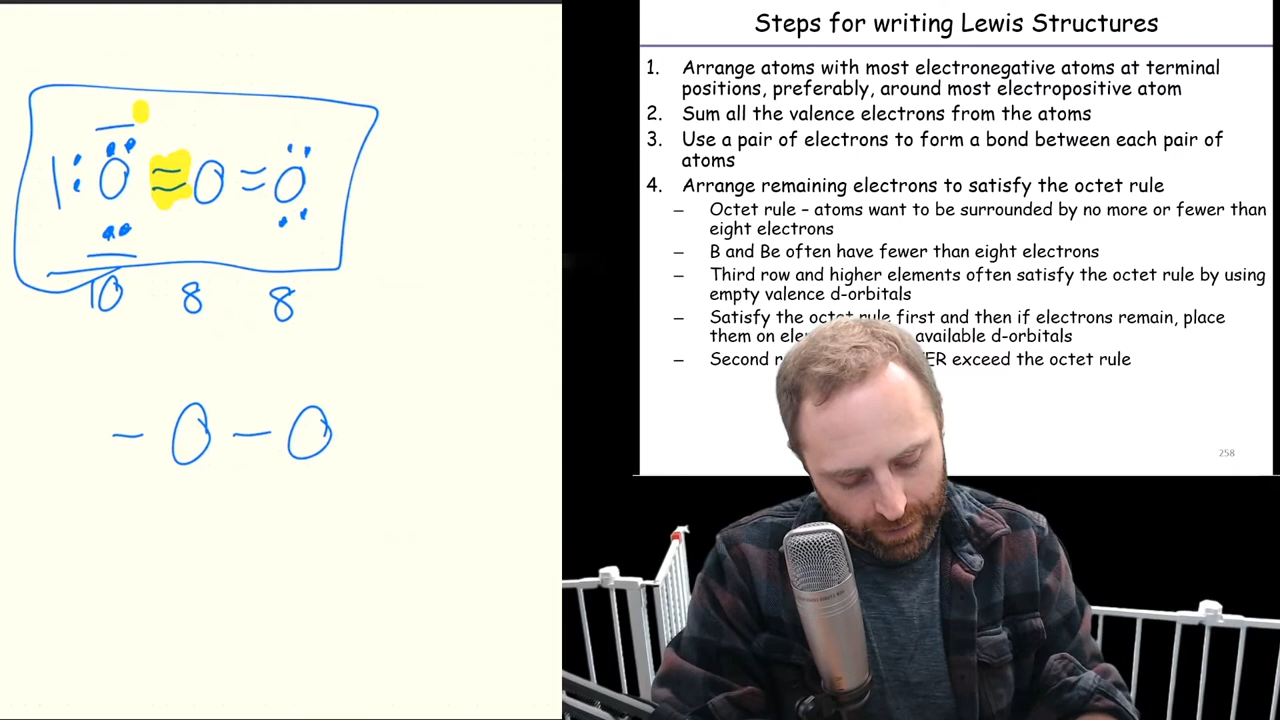 Steps for writing Lewis Structures
1. Arrange atoms with most electronegative atoms at terminal
positions, preferably, around most electropositive atom
2. Sum all the valence electrons from the atoms
3. Use a pair of electrons to form a bond between each pair of
atoms
4. Arrange remaining electrons to satisfy the octet rule
– Octet rule – atoms want to be surrounded by no more or fewer than
eight electrons
– B and Be often have fewer than eight electrons
– Third row and higher elements often satisfy the octet rule by using
empty valence d-orbitals
– Satisfy the octet rule first and then if electrons remain, place
them on available d-orbitals
– Second exceed the octet rule
258
O = O = O
10 8 8
– O – O